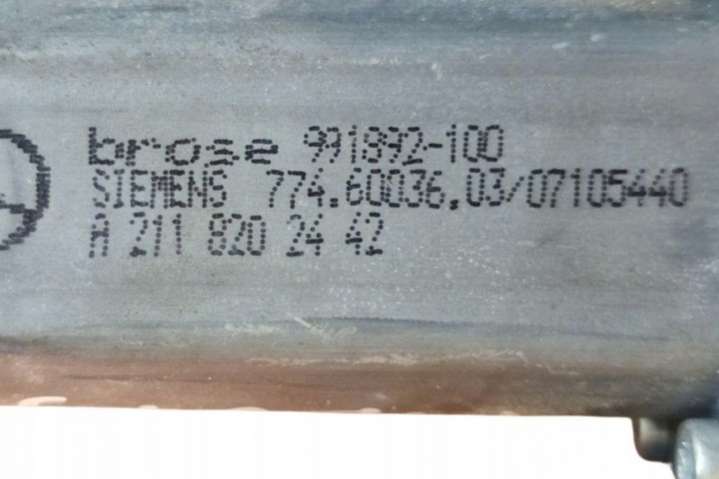 brose 991892-100
SIEMENS 774.60036.03/07105440
A 211 820 24 42